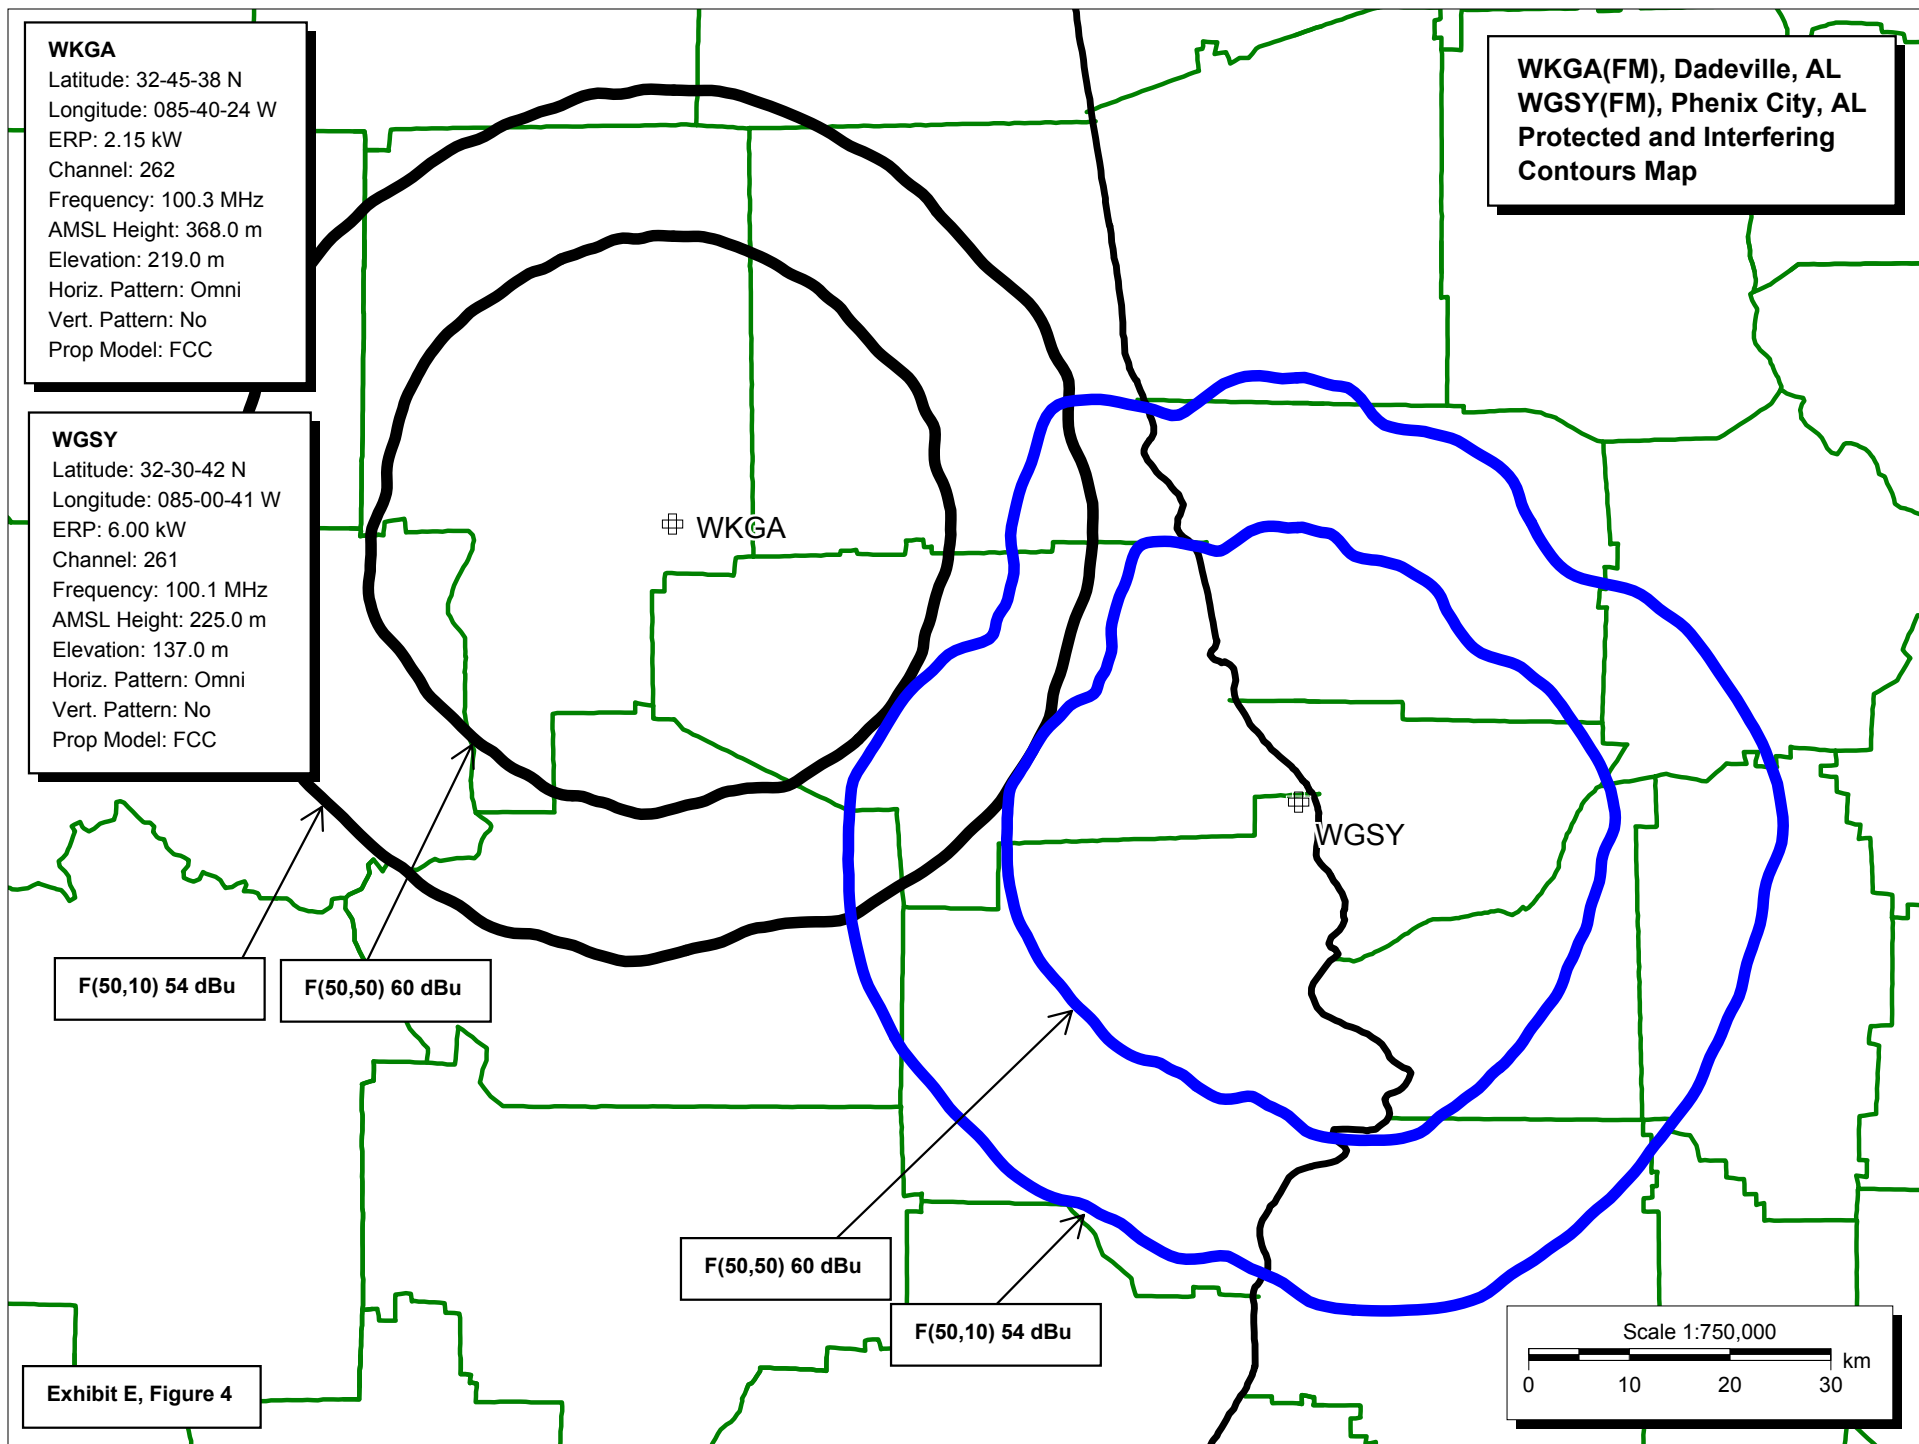 WKGA
Latitude: 32-45-38 N
Longitude: 085-40-24 W
ERP: 2.15 kW
Channel: 262
Frequency: 100.3 MHz
AMSL Height: 368.0 m
Elevation: 219.0 m
Horiz. Pattern: Omni
Vert. Pattern: No
Prop Model: FCC
WKGA(FM), Dadeville, AL
WGSY(FM), Phenix City, AL
Protected and Interfering
Contours Map
WGSY
Latitude: 32-30-42 N
Longitude: 085-00-41 W
ERP: 6.00 kW
Channel: 261
Frequency: 100.1 MHz
AMSL Height: 225.0 m
Elevation: 137.0 m
Horiz. Pattern: Omni
Vert. Pattern: No
Prop Model: FCC
WKGA
WGSY
F(50,10) 54 dBu
F(50,50) 60 dBu
F(50,50) 60 dBu
F(50,10) 54 dBu
Scale 1:750,000
km
0 10 20 30
Exhibit E, Figure 4